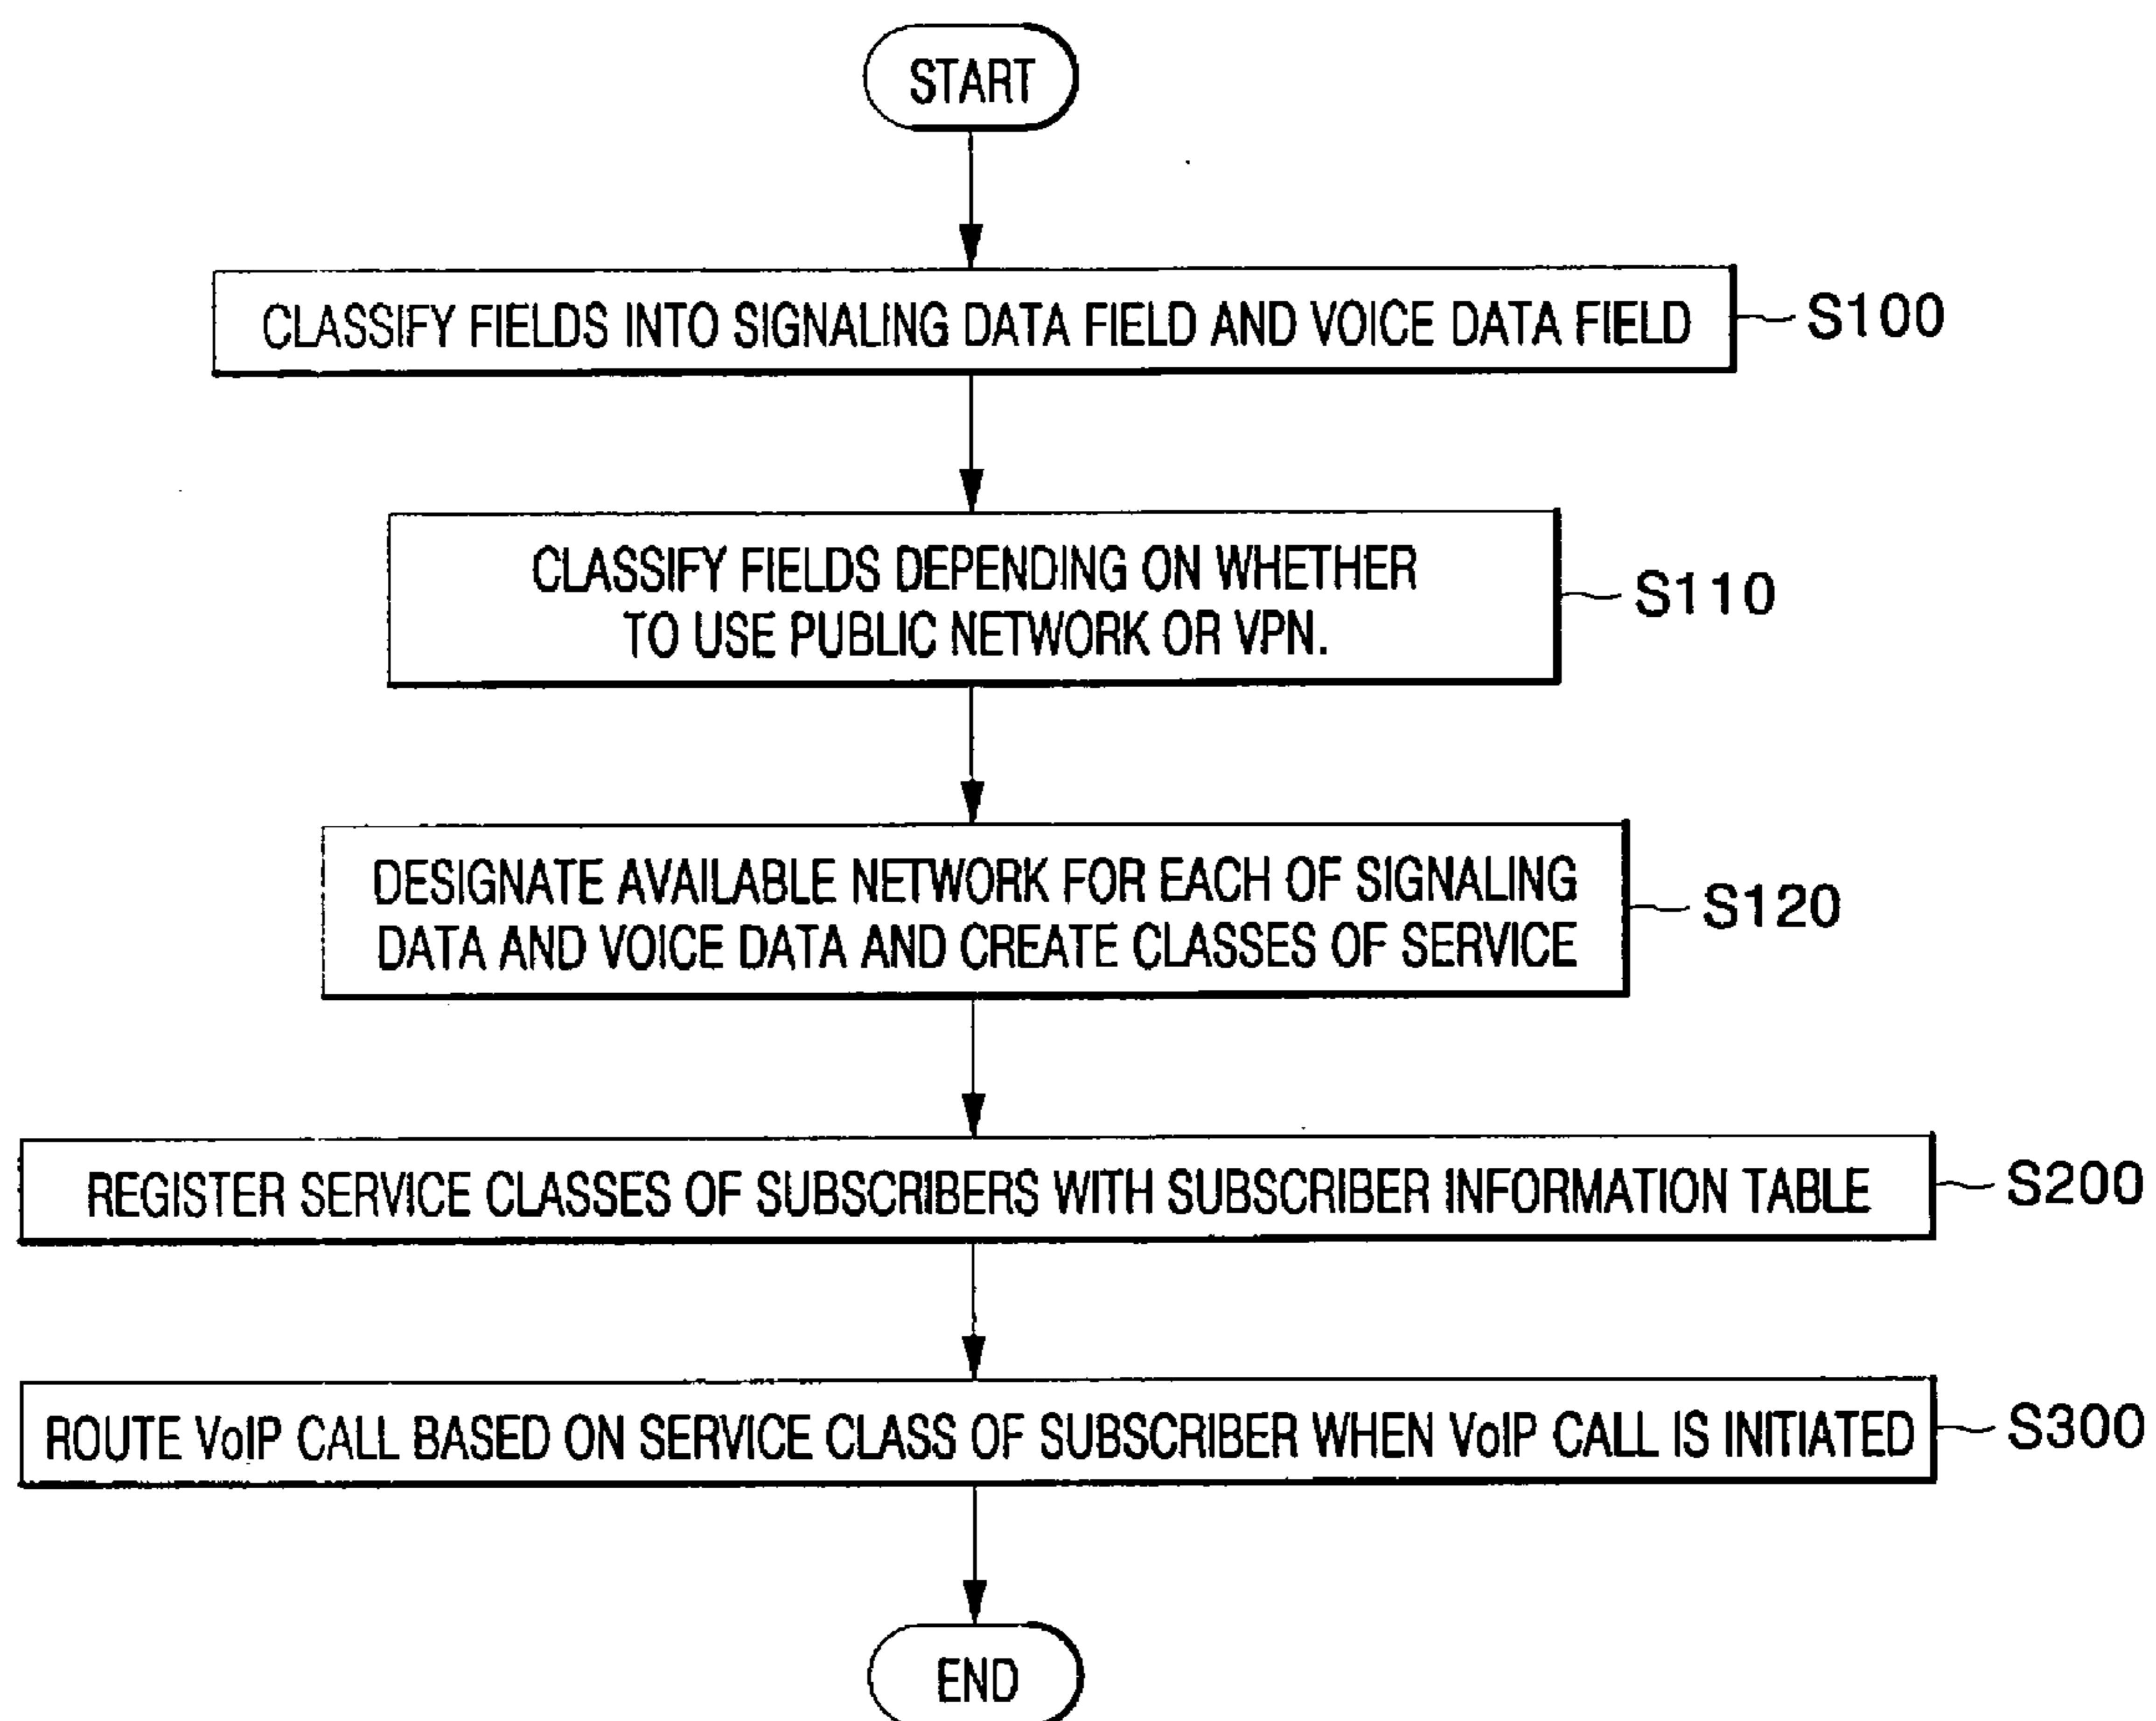 START
CLASSIFY FIELDS INTO SIGNALING DATA FIELD AND VOICE DATA FIELD
S100
CLASSIFY FIELDS DEPENDING ON WHETHER
TO USE PUBLIC NETWORK OR VPN.
S110
DESIGNATE AVAILABLE NETWORK FOR EACH OF SIGNALING
DATA AND VOICE DATA AND CREATE CLASSES OF SERVICE
S120
REGISTER SERVICE CLASSES OF SUBSCRIBERS WITH SUBSCRIBER INFORMATION TABLE
S200
ROUTE VoIP CALL BASED ON SERVICE CLASS OF SUBSCRIBER WHEN VoIP CALL IS INITIATED
S300
END